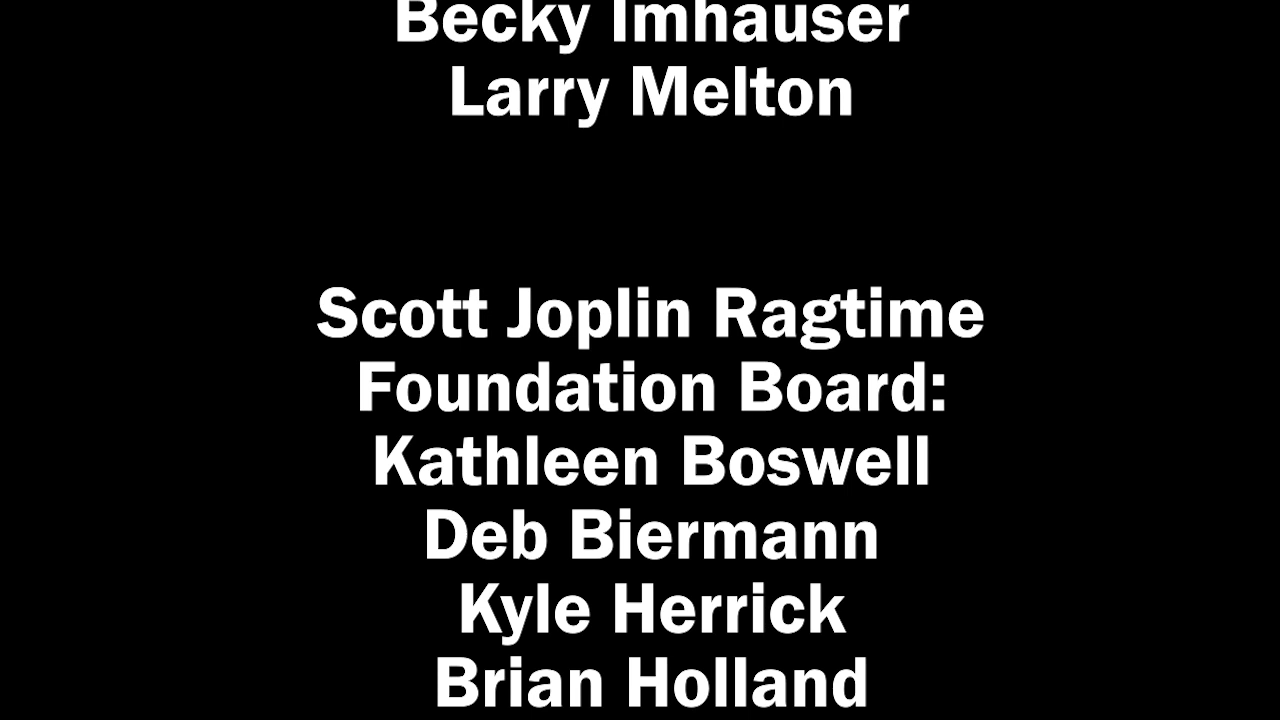 Becky Imhauser
Larry Melton
Scott Joplin Ragtime
Foundation Board:
Kathleen Boswell
Deb Biermann
Kyle Herrick
Brian Holland